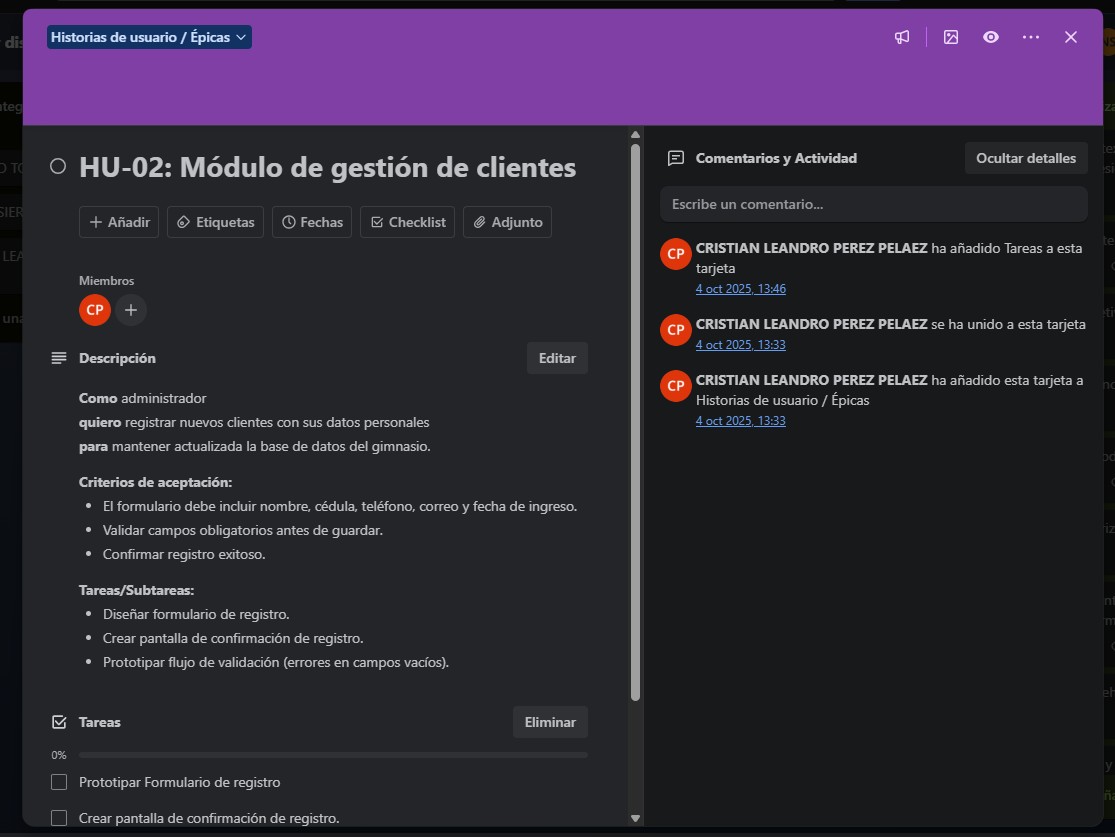 Historias de usuario / Épicas
HU-02: Módulo de gestión de clientes
Añadir
Etiquetas
Fechas
Checklist
Adjunto
Miembros
CP
Descripción
Editar
Como administrador
quiero registrar nuevos clientes con sus datos personales
para mantener actualizada la base de datos del gimnasio.
Criterios de aceptación:
El formulario debe incluir nombre, cédula, teléfono, correo y fecha de ingreso.
Validar campos obligatorios antes de guardar.
Confirmar registro exitoso.
Tareas/Subtareas:
Diseñar formulario de registro.
Crear pantalla de confirmación de registro.
Prototipar flujo de validación (errores en campos vacíos).
Tareas
Eliminar
0%
Prototipar Formulario de registro
Crear pantalla de confirmación de registro.
Comentarios y Actividad
Ocultar detalles
Escribe un comentario...
CP
CRISTIAN LEANDRO PEREZ PELAEZ ha añadido Tareas a esta
tarjeta
4 oct 2025, 13:46
CP
CRISTIAN LEANDRO PEREZ PELAEZ se ha unido a esta tarjeta
4 oct 2025, 13:33
CP
CRISTIAN LEANDRO PEREZ PELAEZ ha añadido esta tarjeta a
Historias de usuario / Épicas
4 oct 2025, 13:33